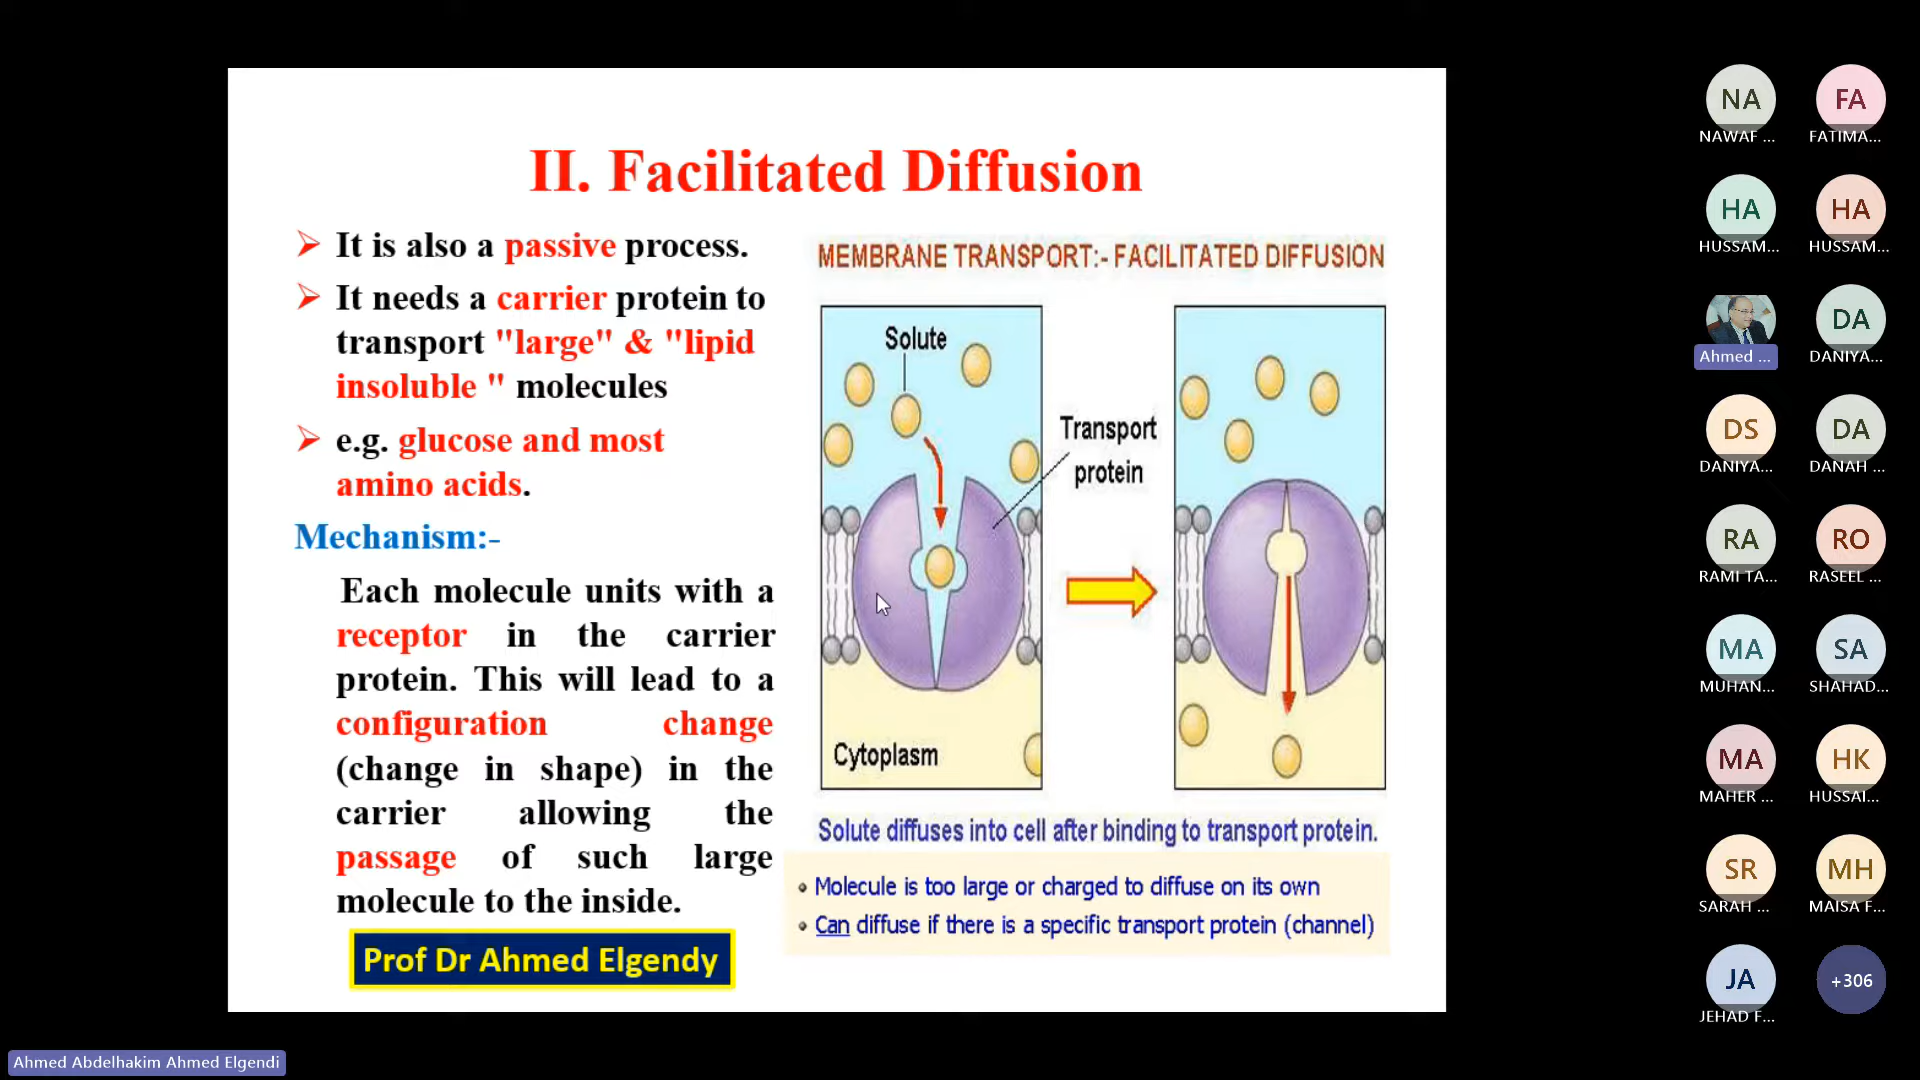 II. Facilitated Diffusion
➢ It is also a passive process.
➢ It needs a carrier protein to
transport "large" & "lipid
insoluble " molecules
➢ e.g. glucose and most
amino acids.
Mechanism:-
Each molecule units with a
receptor in the carrier
protein. This will lead to a
configuration change
(change in shape) in the
carrier allowing the
passage of such large
molecule to the inside.
Prof Dr Ahmed Elgendy
MEMBRANE TRANSPORT:- FACILITATED DIFFUSION
Solute
Transport
protein
Cytoplasm
Solute diffuses into cell after binding to transport protein.
• Molecule is too large or charged to diffuse on its own
• Can diffuse if there is a specific transport protein (channel)
NA
NAWAF ...
FA
FATIMA...
HA
HUSSAM...
HA
HUSSAM...
Ahmed ...
DA
DANIYA...
DS
DANIYA...
DA
DANAH ...
RA
RAMI TA...
RO
RASEEL ...
MA
MUHAN...
SA
SHAHAD...
MA
MAHER ...
HK
HUSSAI...
SR
SARAH ...
MH
MAISA F...
JA
JEHAD F...
+306
Ahmed Abdelhakim Ahmed Elgendi